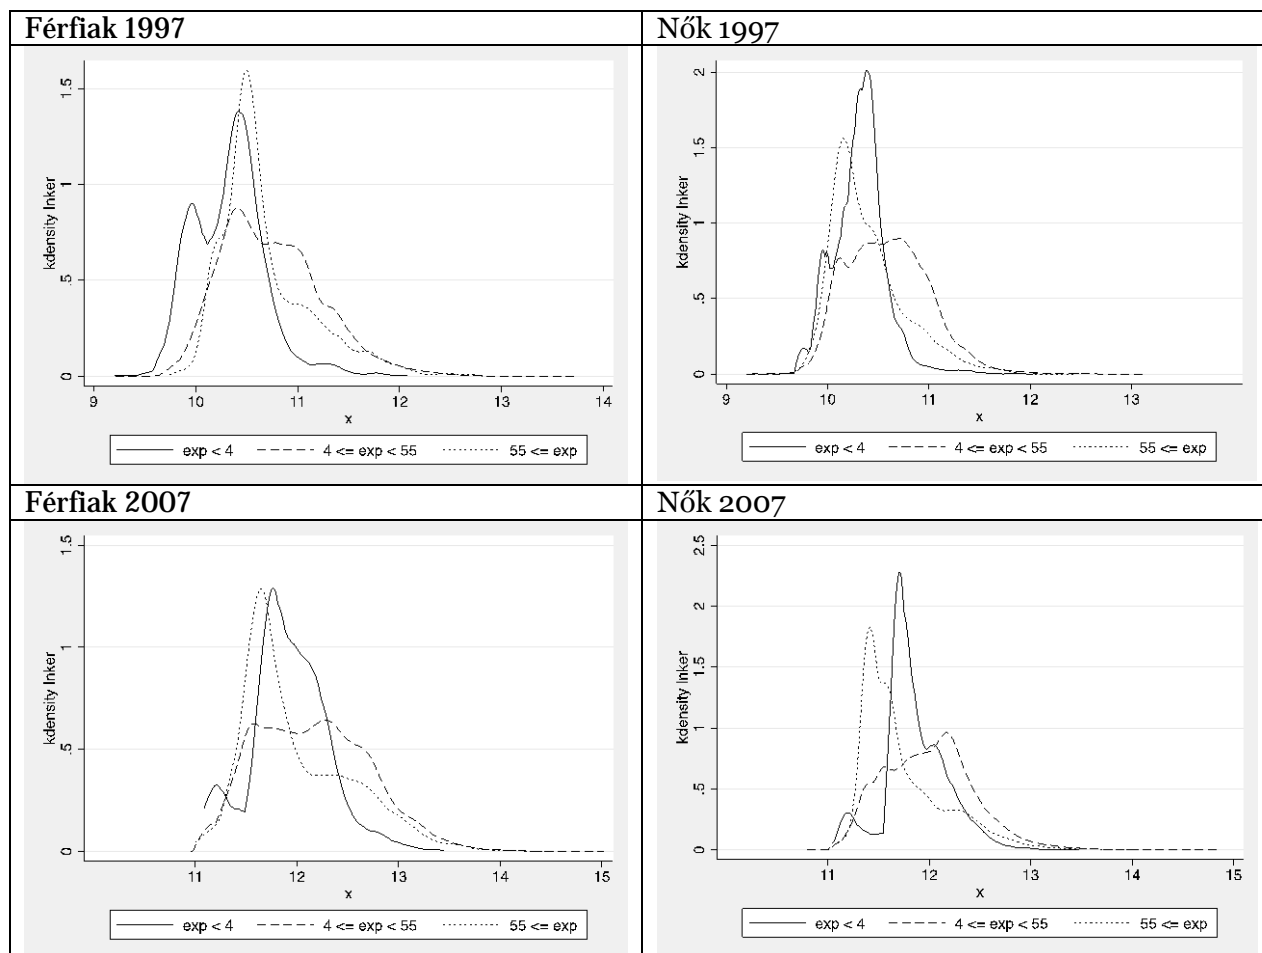 Férfiak 1997
Nők 1997
kdensity lnker
0
.5
1
1.5
9
10
11
12
13
14
x
exp < 4
4 <= exp < 55
55 <= exp
kdensity lnker
0
.5
1
1.5
2
9
10
11
12
13
x
exp < 4
4 <= exp < 55
55 <= exp
Férfiak 2007
Nők 2007
kdensity lnker
0
.5
1
1.5
11
12
13
14
15
x
exp < 4
4 <= exp < 55
55 <= exp
kdensity lnker
0
.5
1
1.5
2
2.5
11
12
13
14
15
x
exp < 4
4 <= exp < 55
55 <= exp